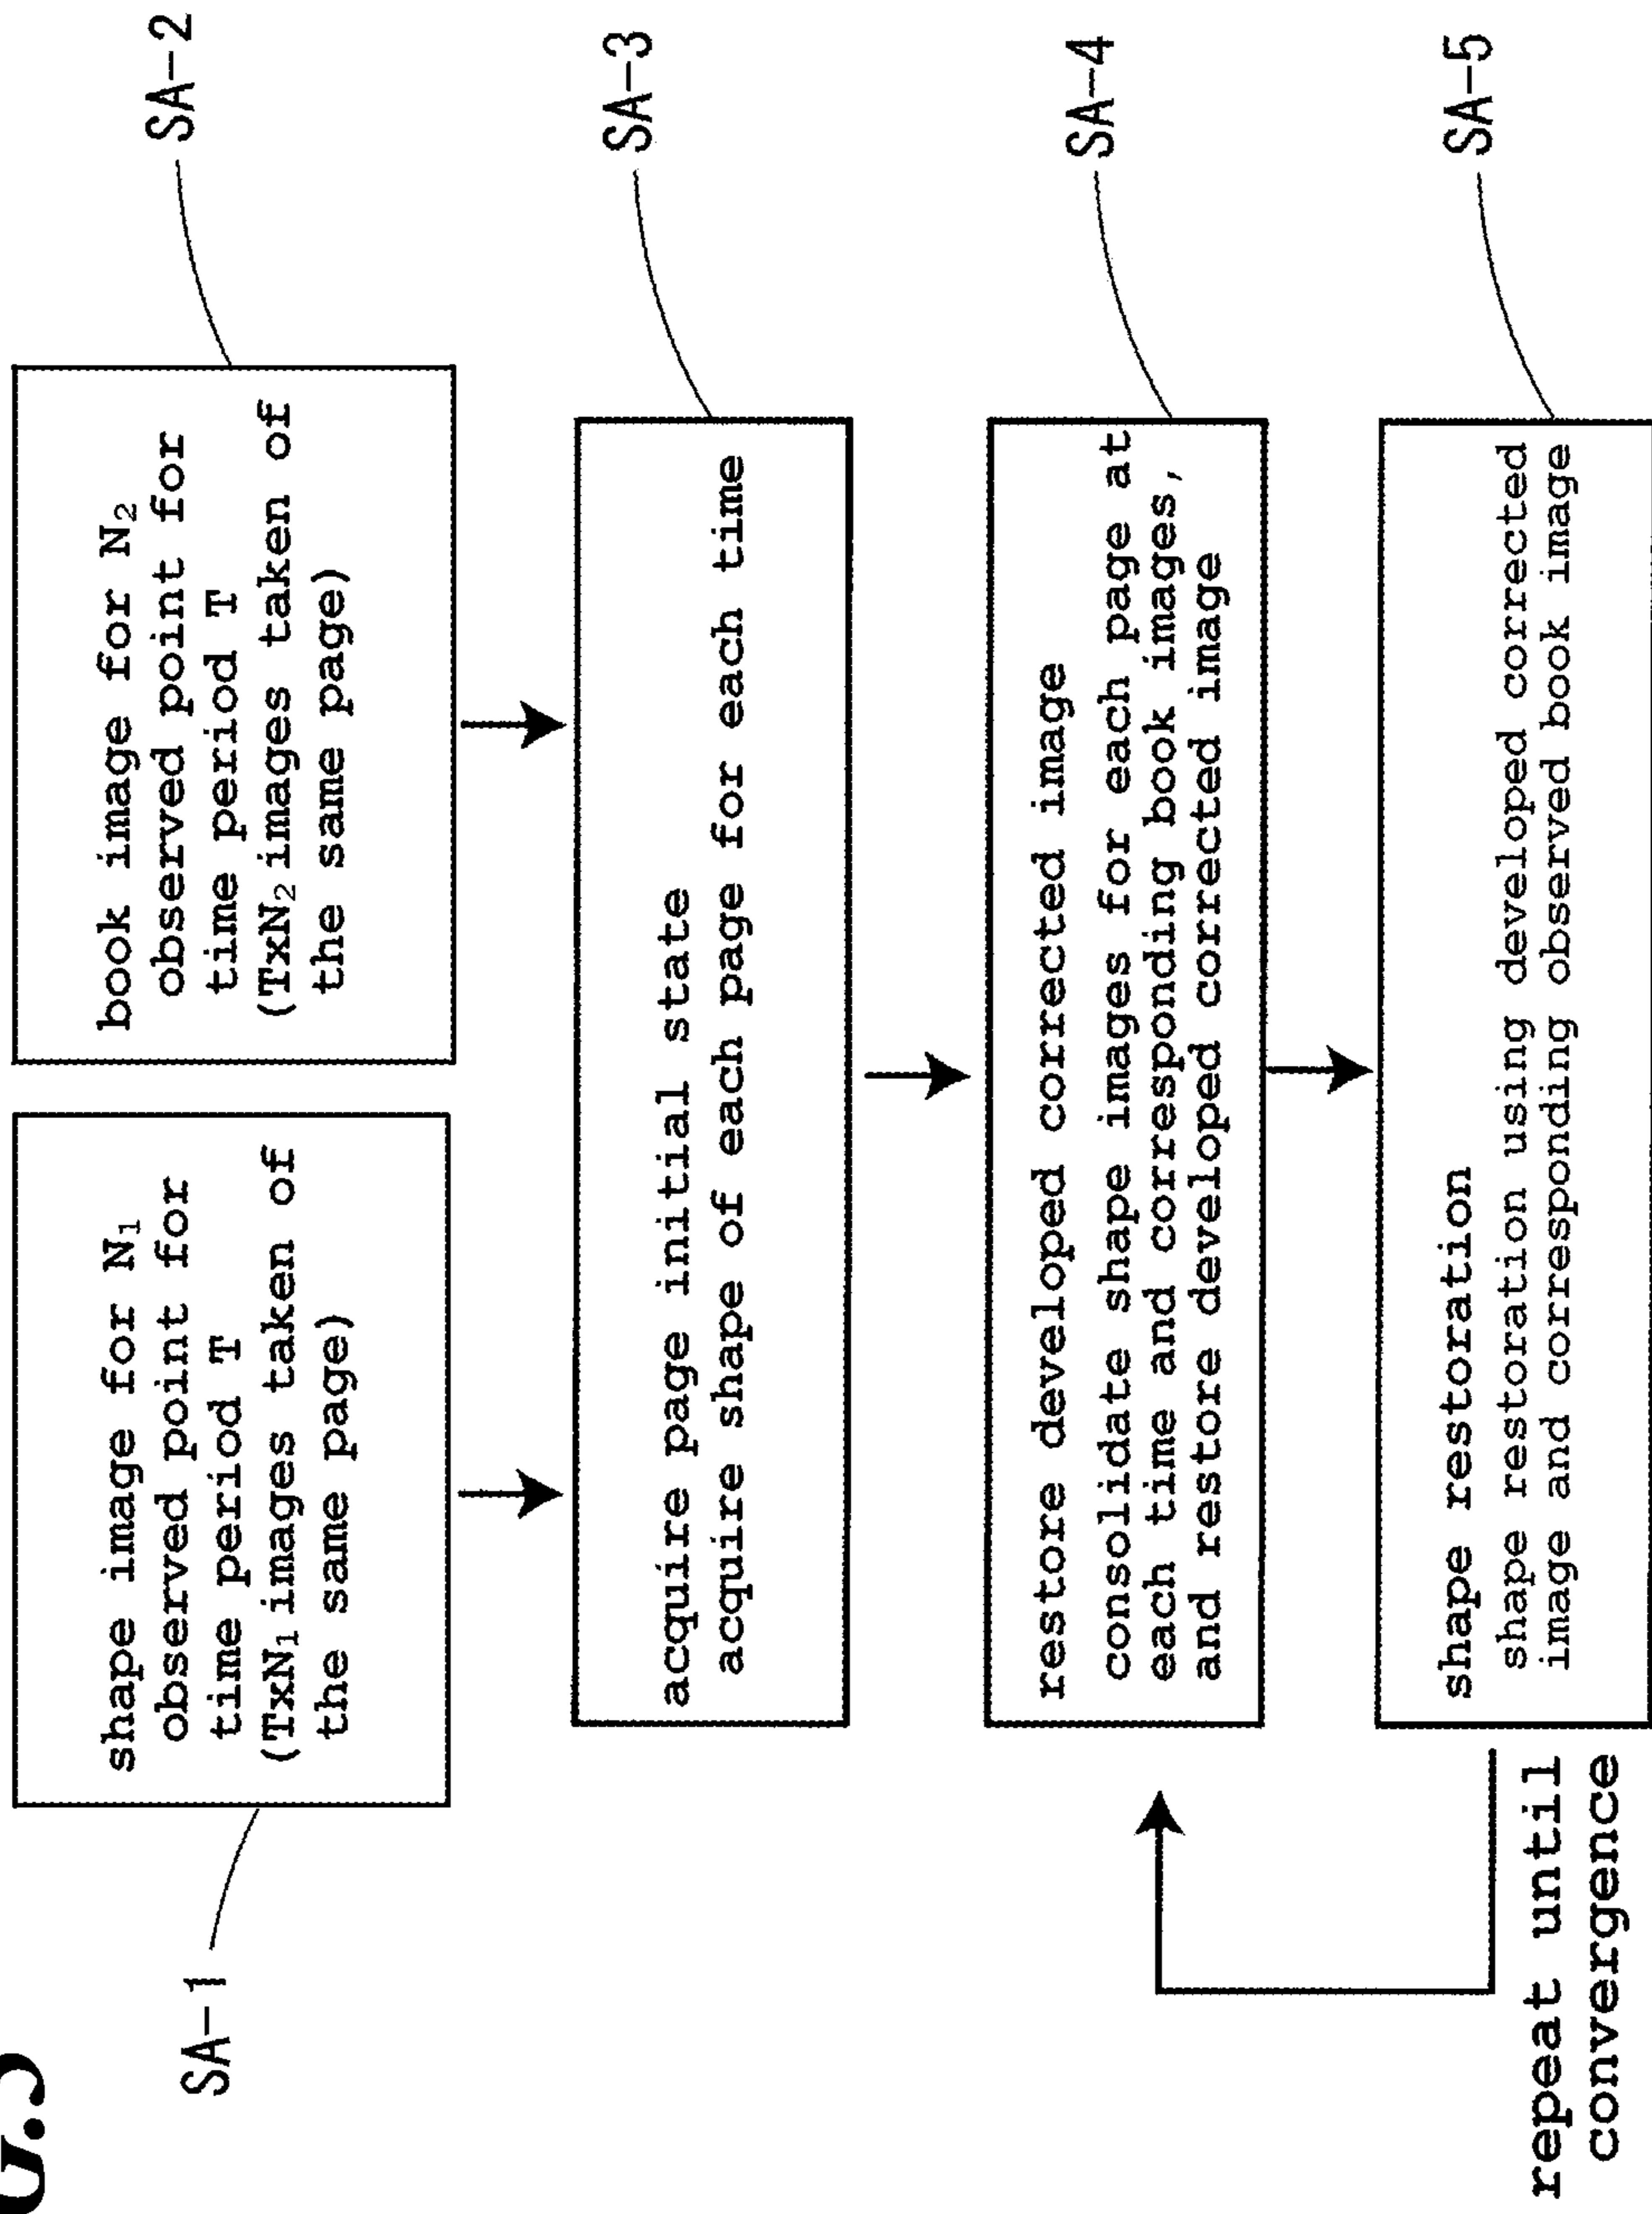 G.5
SA-1
shape image for N₁
observed point for
time period T
(TxN₁ images taken of
the same page)
book image for N₂
observed point for
time period T
(TxN₂ images taken of
the same page)
SA-2
acquire page initial state
acquire shape of each page for each time
SA-3
restore developed corrected image
consolidate shape images for each page at
each time and corresponding book images,
and restore developed corrected image
SA-4
shape restoration
shape restoration using developed corrected
image and corresponding observed book image
SA-5
repeat until
convergence